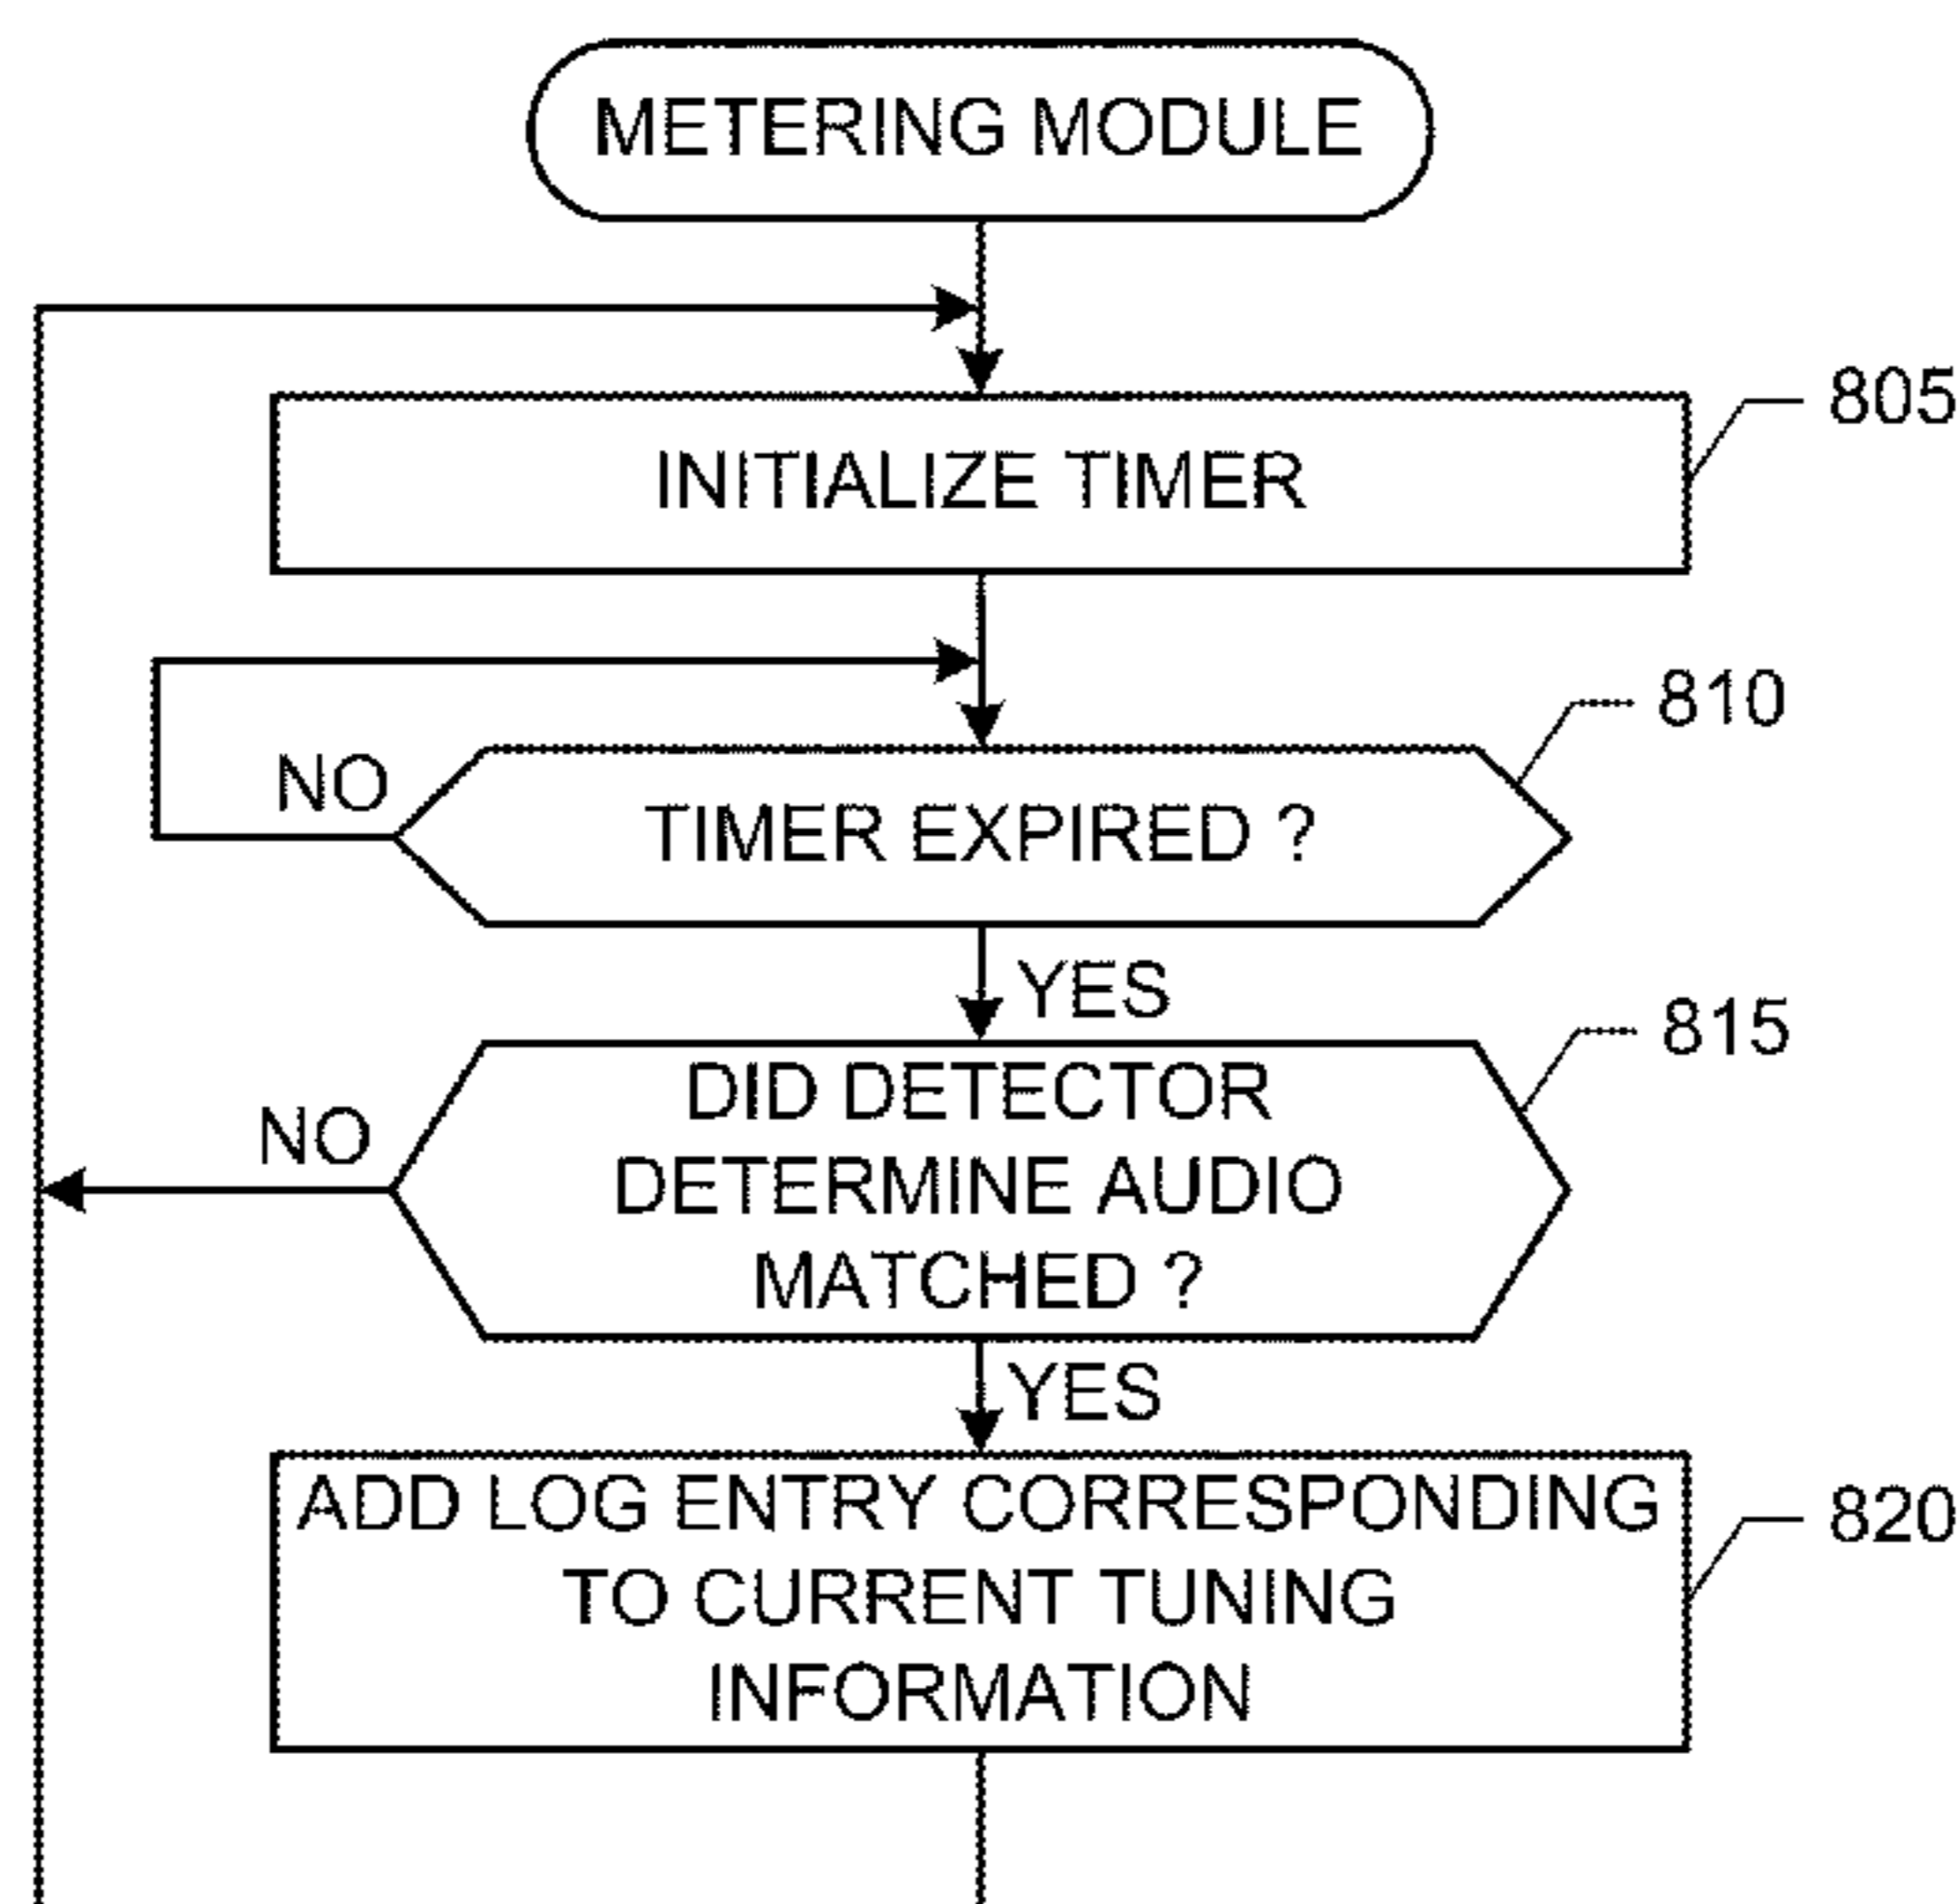 METERING MODULE
805
INITIALIZE TIMER
810
NO
TIMER EXPIRED ?
YES
815
DID DETECTOR
NO
DETERMINE AUDIO
MATCHED ?
YES
ADD LOG ENTRY CORRESPONDING
820
TO CURRENT TUNING
INFORMATION